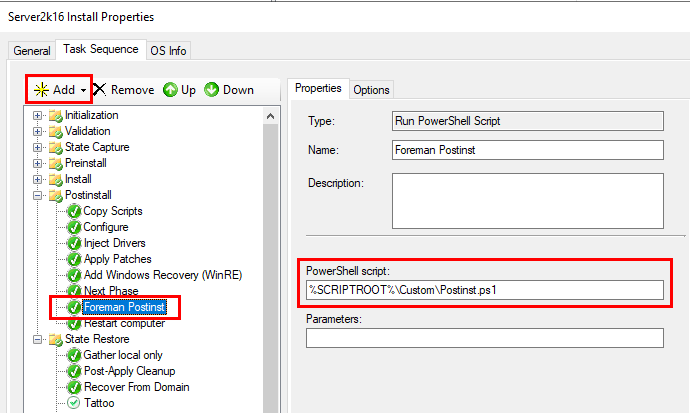 Server2k16 Install Properties
General Task Sequence OS Info
Add Remove Up Down
Initialization
Validation
State Capture
Preinstall
Install
Postinstall
Copy Scripts
Configure
Inject Drivers
Apply Patches
Add Windows Recovery (WinRE)
Next Phase
Foreman Postinst
Restart computer
State Restore
Gather local only
Post-Apply Cleanup
Recover From Domain
Tattoo
Properties Options
Type: Run PowerShell Script
Name: Foreman Postinst
Description:
PowerShell script:
%SCRIPTROOT%\Custom\Postinst.ps1
Parameters: